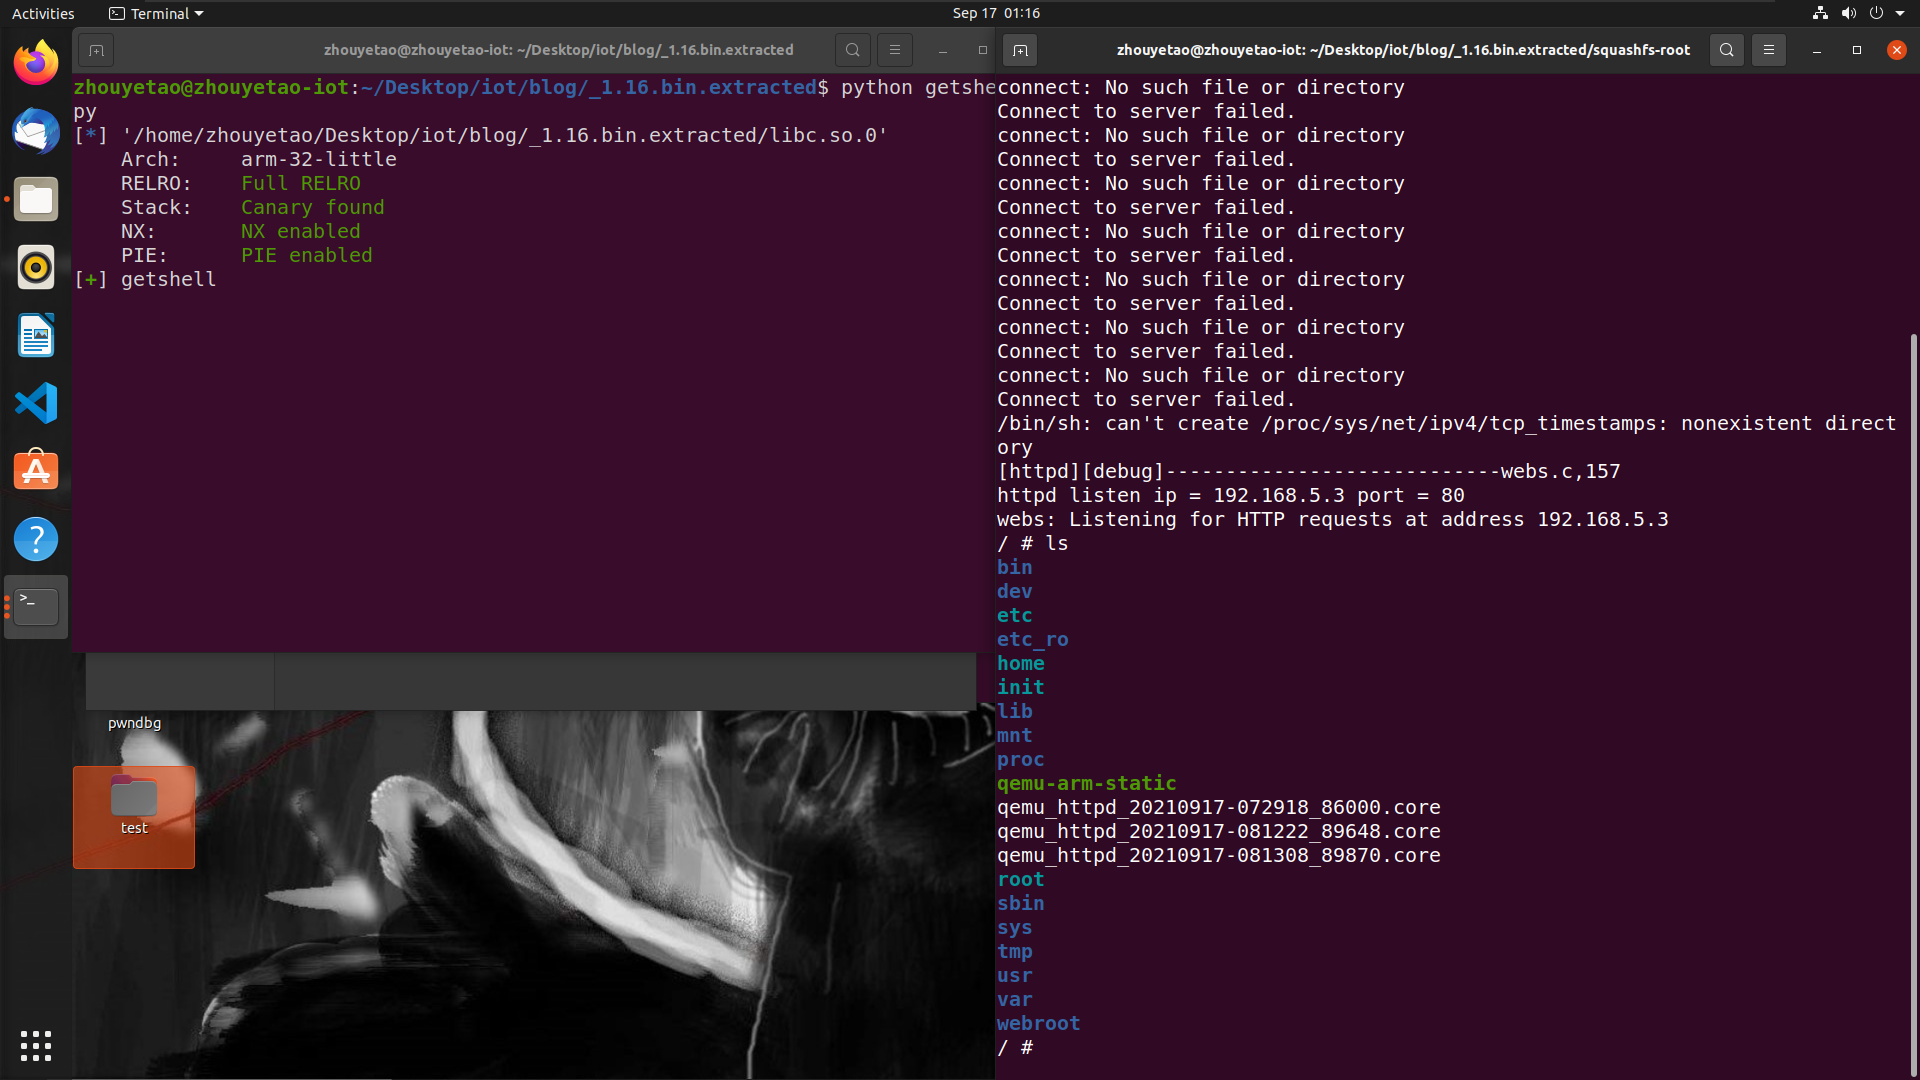 Activities
Terminal
Sep 17 01:16
zhouyetao@zhouyetao-iot: ~/Desktop/iot/blog/_1.16.bin.extracted
zhouyetao@zhouyetao-iot:~/Desktop/iot/blog/_1.16.bin.extracted$ python getshe
py
[*] '/home/zhouyetao/Desktop/iot/blog/_1.16.bin.extracted/libc.so.0'
Arch: arm-32-little
RELRO: Full RELRO
Stack: Canary found
NX: NX enabled
PIE: PIE enabled
[+] getshell
pwndbg
test
zhouyetao@zhouyetao-iot: ~/Desktop/iot/blog/_1.16.bin.extracted/squashfs-root
connect: No such file or directory
Connect to server failed.
connect: No such file or directory
Connect to server failed.
connect: No such file or directory
Connect to server failed.
connect: No such file or directory
Connect to server failed.
connect: No such file or directory
Connect to server failed.
connect: No such file or directory
Connect to server failed.
connect: No such file or directory
Connect to server failed.
/bin/sh: can't create /proc/sys/net/ipv4/tcp_timestamps: nonexistent direct
ory
[httpd][debug]----------------------------webs.c,157
httpd listen ip = 192.168.5.3 port = 80
webs: Listening for HTTP requests at address 192.168.5.3
/ # ls
bin
dev
etc
etc_ro
home
init
lib
mnt
proc
qemu-arm-static
qemu_httpd_20210917-072918_86000.core
qemu_httpd_20210917-081222_89648.core
qemu_httpd_20210917-081308_89870.core
root
sbin
sys
tmp
usr
var
webroot
/ #